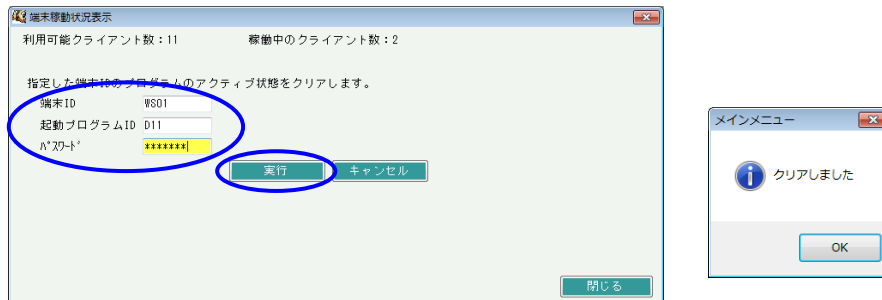 端末稼動状況表示
利用可能クライアント数：11 稼働中のクライアント数：2
指定した端末IDのプログラムのアクティブ状態をクリアします。
端末ID WS01
起動プログラムID D11
ﾊﾟｽﾜｰﾄﾞ *******
実行 キャンセル
閉じる
メインメニュー
クリアしました
OK